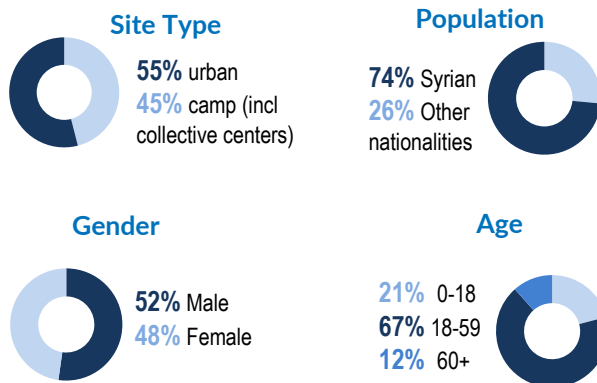 Site Type
55% urban
45% camp (incl
collective centers)
Population
74% Syrian
26% Other
nationalities
Gender
52% Male
48% Female
Age
21% 0-18
67% 18-59
12% 60+